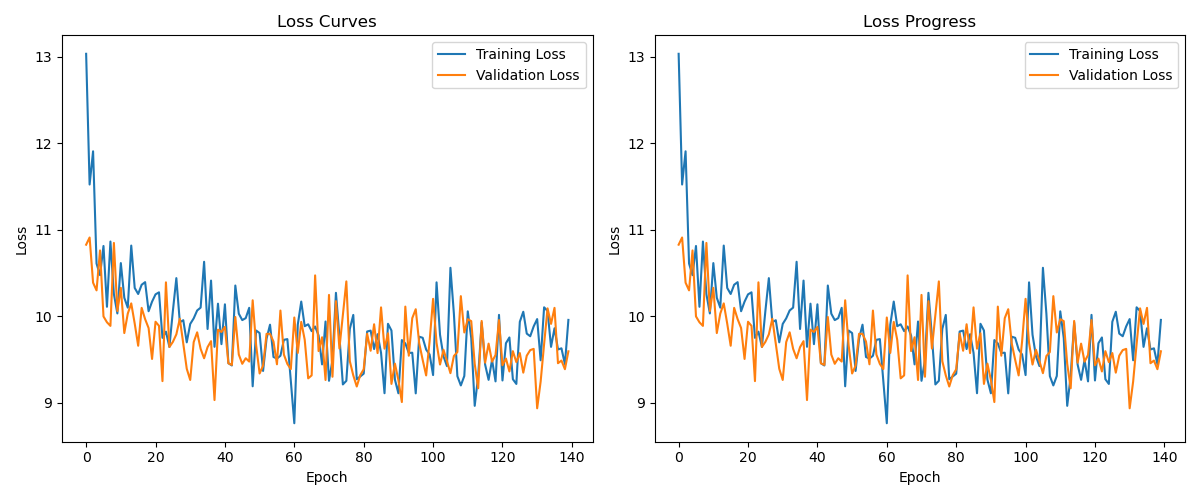 Loss Curves
Training Loss
Validation Loss
13
12
11
10
9
Loss
0 20 40 60 80 100 120 140
Epoch
Loss Progress
Training Loss
Validation Loss
13
12
11
10
9
Loss
0 20 40 60 80 100 120 140
Epoch